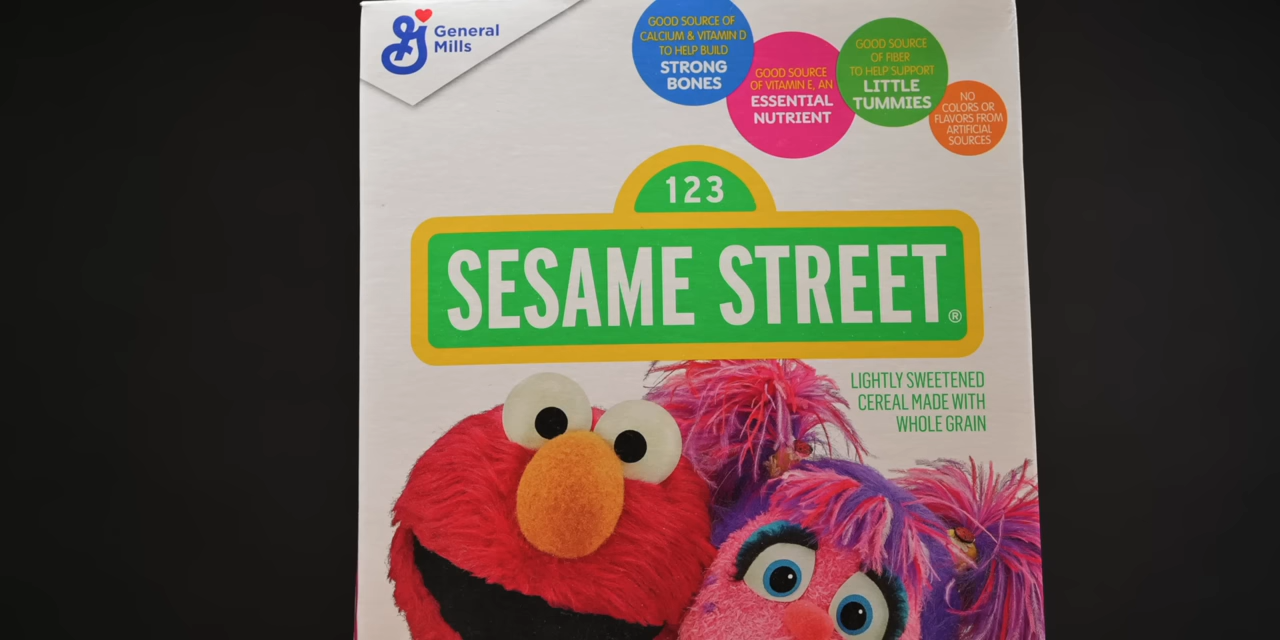 General
Mills
GOOD SOURCE OF
CALCIUM & VITAMIN D
TO HELP BUILD
STRONG
BONES
GOOD SOURCE
OF VITAMIN E, AN
ESSENTIAL
NUTRIENT
GOOD SOURCE
OF FIBER
TO HELP SUPPORT
LITTLE
TUMMIES
NO
COLORS OR
FLAVORS FROM
ARTIFICIAL
SOURCES
123
SESAME STREET®
LIGHTLY SWEETENED
CEREAL MADE WITH
WHOLE GRAIN